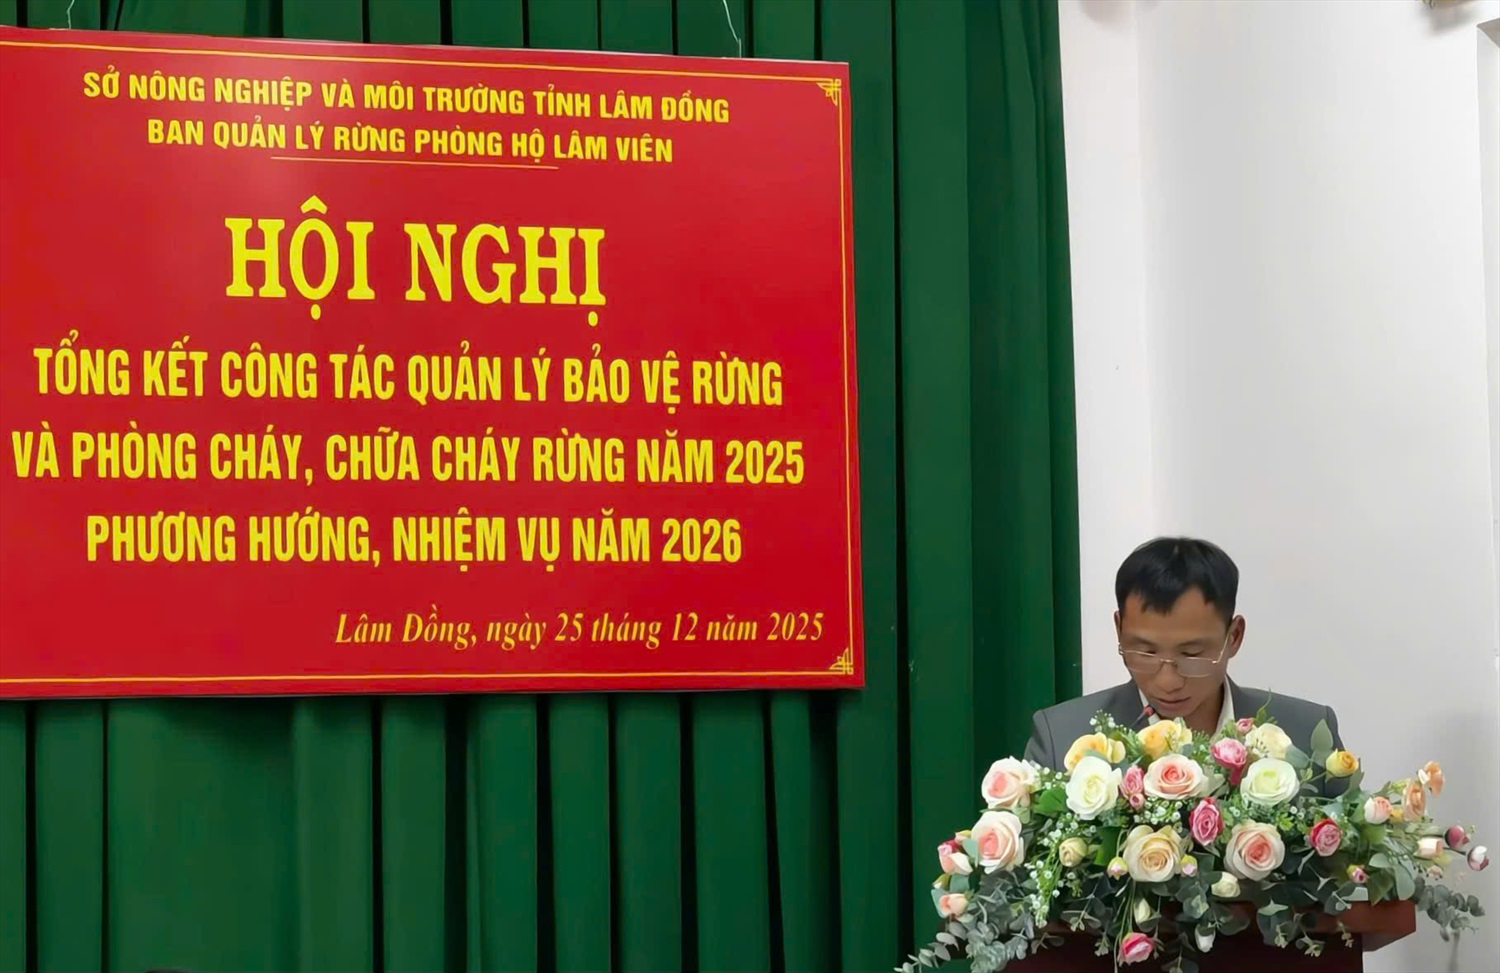 SỞ NÔNG NGHIỆP VÀ MÔI TRƯỜNG TỈNH LÂM ĐỒNG
BAN QUẢN LÝ RỪNG PHÒNG HỘ LÂM VIÊN
HỘI NGHỊ
TỔNG KẾT CÔNG TÁC QUẢN LÝ BẢO VỆ RỪNG
VÀ PHÒNG CHÁY, CHỮA CHÁY RỪNG NĂM 2025
PHƯƠNG HƯỚNG, NHIỆM VỤ NĂM 2026
Lâm Đồng, ngày 25 tháng 12 năm 2025